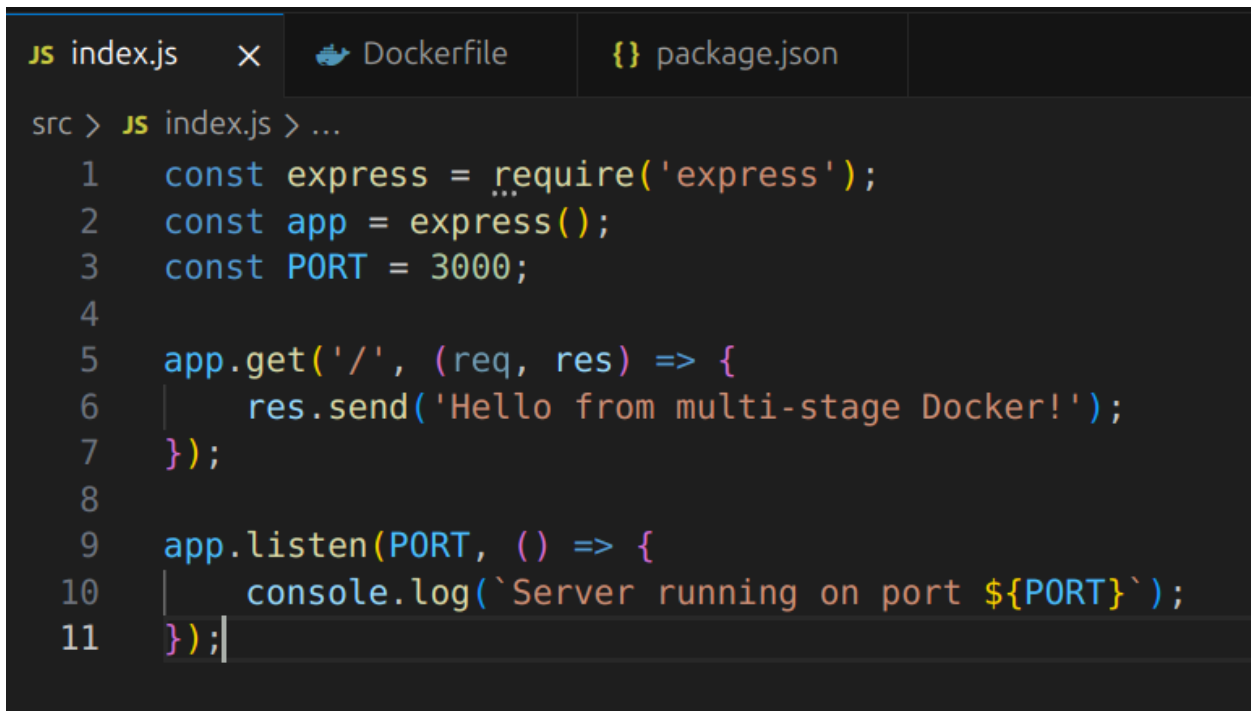 JS index.js × Dockerfile {} package.json
src > JS index.js > ...
1 const express = require('express');
2 const app = express();
3 const PORT = 3000;
4
5 app.get('/', (req, res) => {
6     res.send('Hello from multi-stage Docker!');
7 });
8
9 app.listen(PORT, () => {
10     console.log(`Server running on port ${PORT}`);
11 });